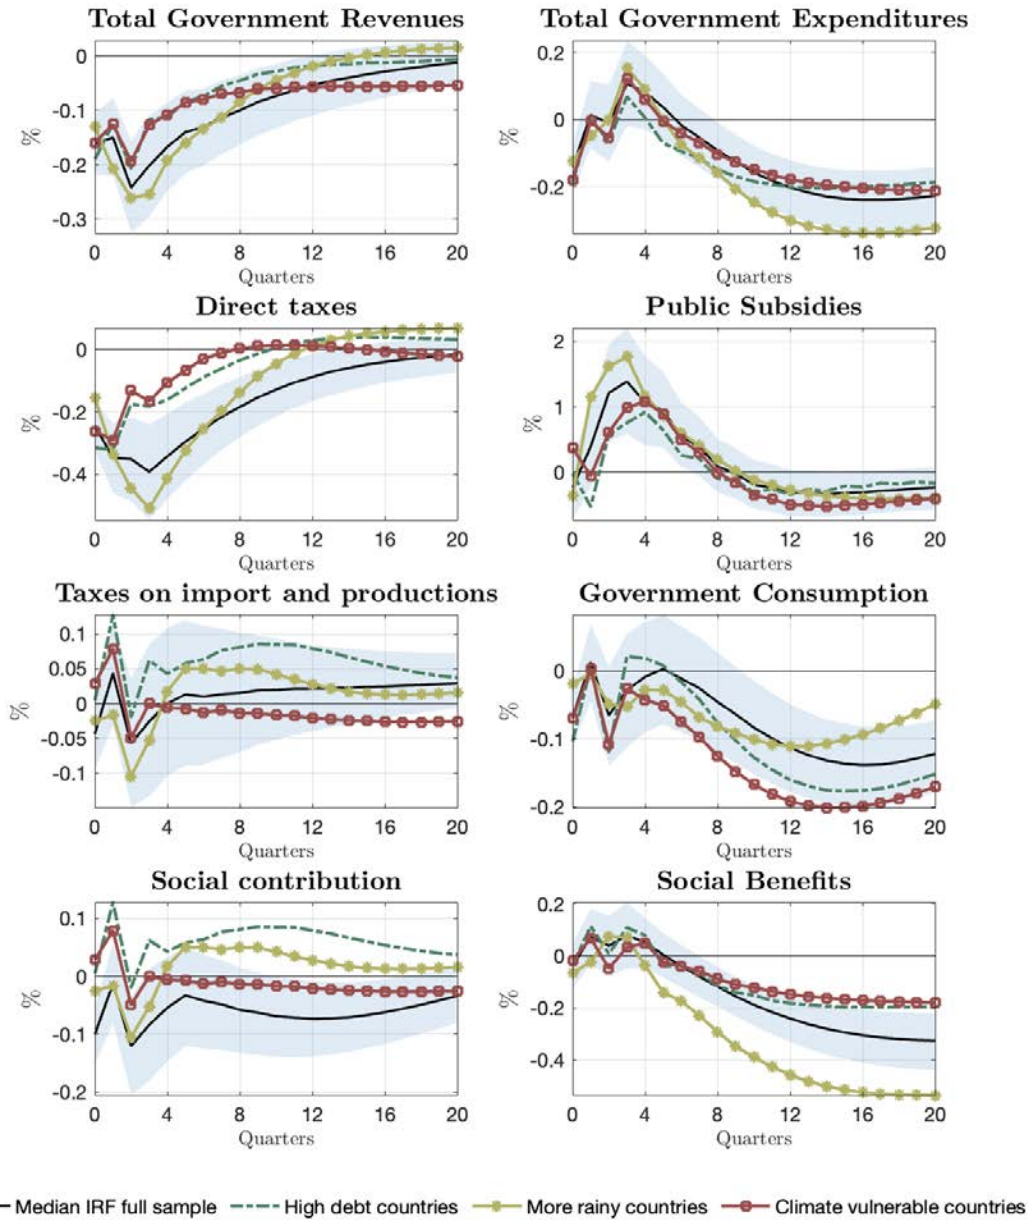 Total Government Revenues
0
-0.1
-0.2
-0.3
%
0 4 8 12 16 20
Quarters
Total Government Expenditures
0.2
0
-0.2
%
0 4 8 12 16 20
Quarters
Direct taxes
0
-0.2
-0.4
%
0 4 8 12 16 20
Quarters
Public Subsidies
2
1
0
%
0 4 8 12 16 20
Quarters
Taxes on import and productions
0.1
0.05
0
-0.05
-0.1
%
0 4 8 12 16 20
Quarters
Government Consumption
0
-0.1
-0.2
%
0 4 8 12 16 20
Quarters
Social contribution
0.1
0
-0.1
-0.2
%
0 4 8 12 16 20
Quarters
Social Benefits
0.2
0
-0.2
-0.4
%
0 4 8 12 16 20
Quarters
Median IRF full sample High debt countries More rainy countries Climate vulnerable countries